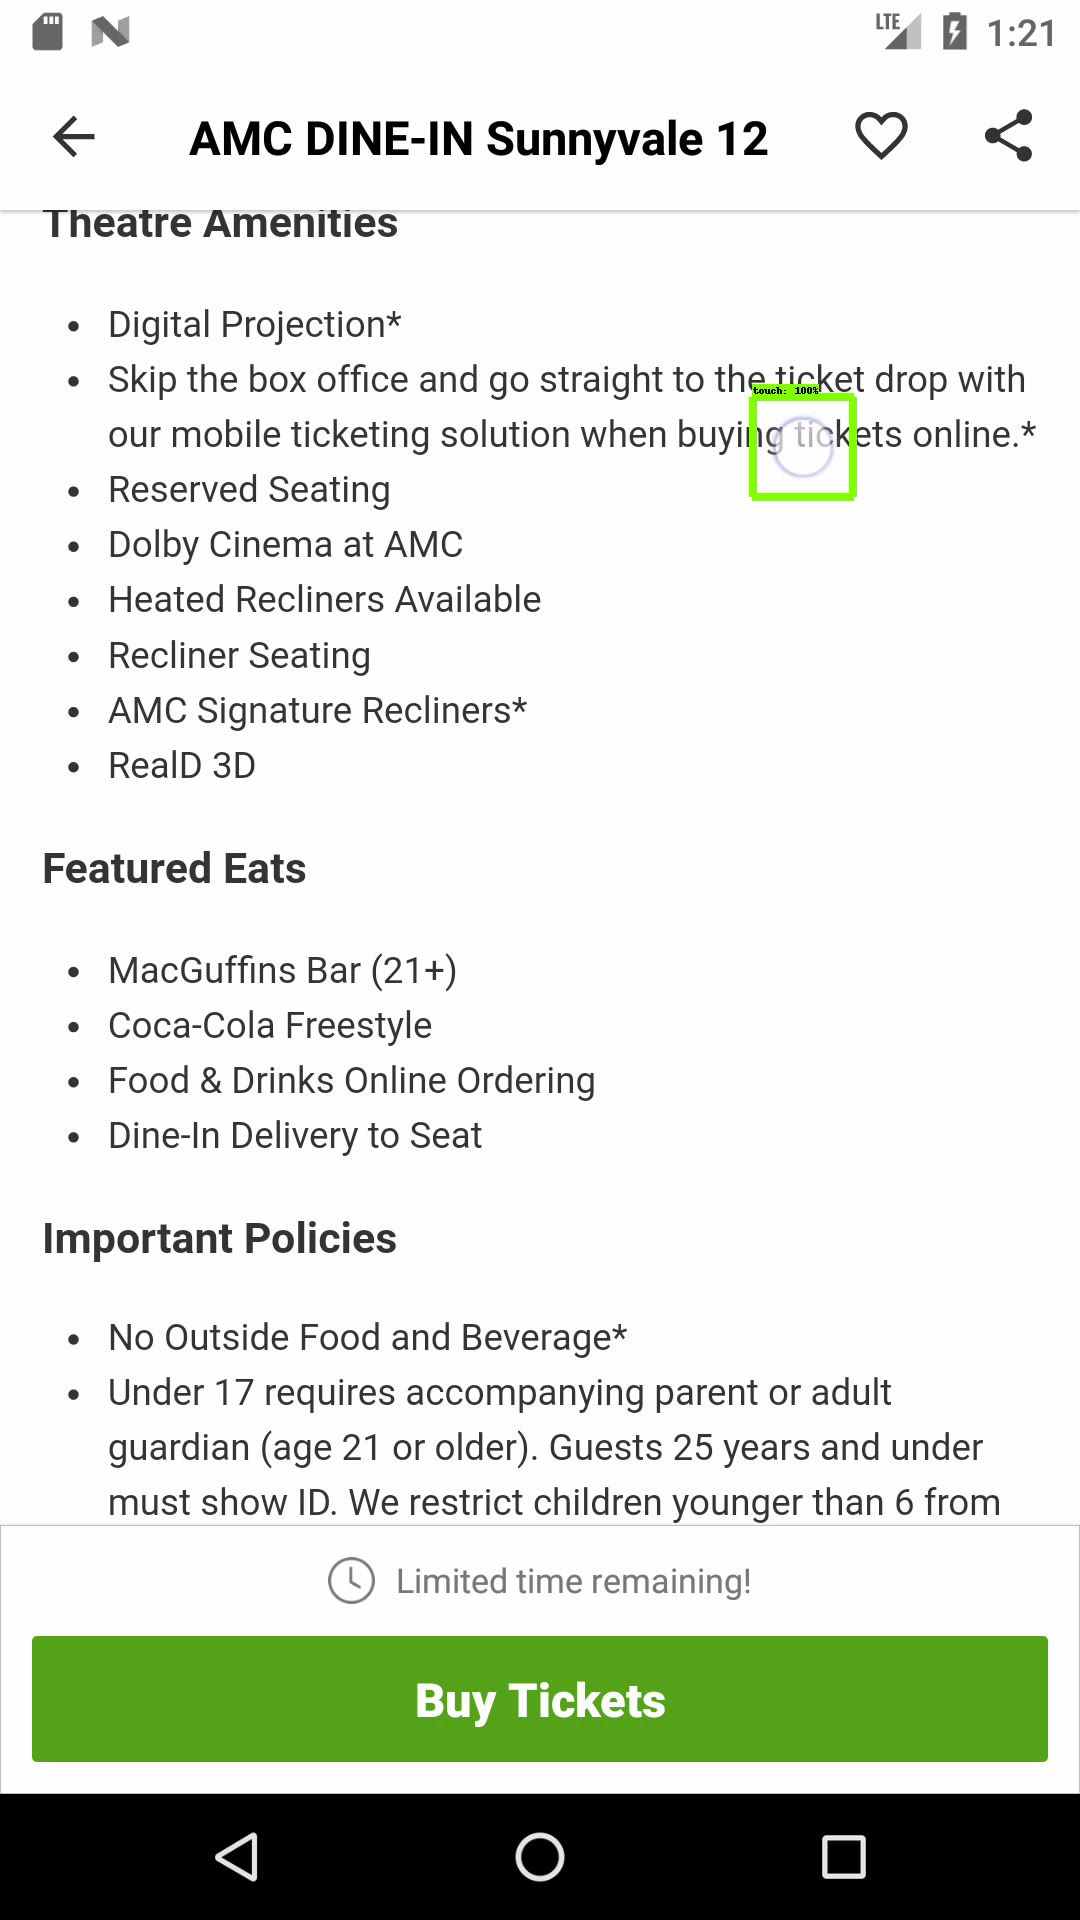 LTE 1:21
AMC DINE-IN Sunnyvale 12
Theatre Amenities
• Digital Projection*
• Skip the box office and go straight to the ticket drop with
touch: 100%
our mobile ticketing solution when buying tickets online.*
• Reserved Seating
• Dolby Cinema at AMC
• Heated Recliners Available
• Recliner Seating
• AMC Signature Recliners*
• RealD 3D
Featured Eats
• MacGuffins Bar (21+)
• Coca-Cola Freestyle
• Food & Drinks Online Ordering
• Dine-In Delivery to Seat
Important Policies
• No Outside Food and Beverage*
• Under 17 requires accompanying parent or adult
guardian (age 21 or older). Guests 25 years and under
must show ID. We restrict children younger than 6 from
Limited time remaining!
Buy Tickets